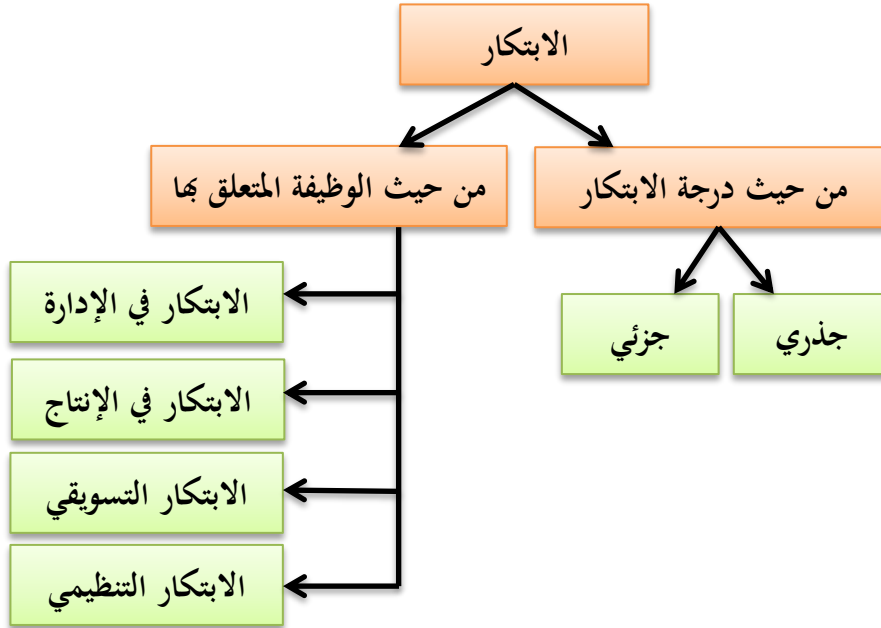 الابتكار
من حيث درجة الابتكار
من حيث الوظيفة المتعلق بها
جذري
جزئي
الابتكار في الإدارة
الابتكار في الإنتاج
الابتكار التسويقي
الابتكار التنظيمي